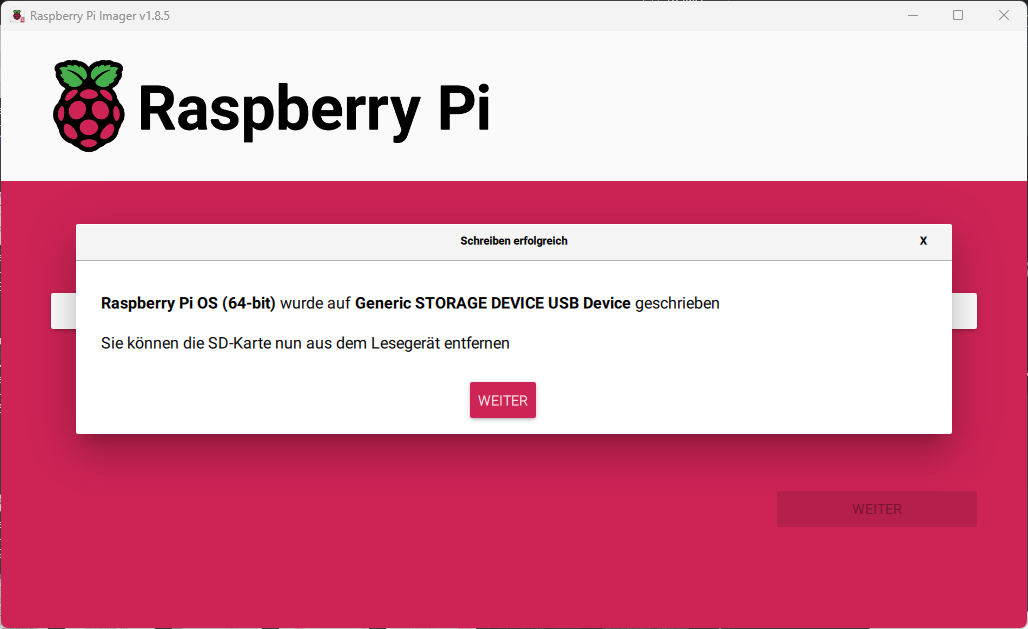 Raspberry Pi Imager v1.8.5
Raspberry Pi
Schreiben erfolgreich
X
Raspberry Pi OS (64-bit) wurde auf Generic STORAGE DEVICE USB Device geschrieben
Sie können die SD-Karte nun aus dem Lesegerät entfernen
WEITER
WEITER